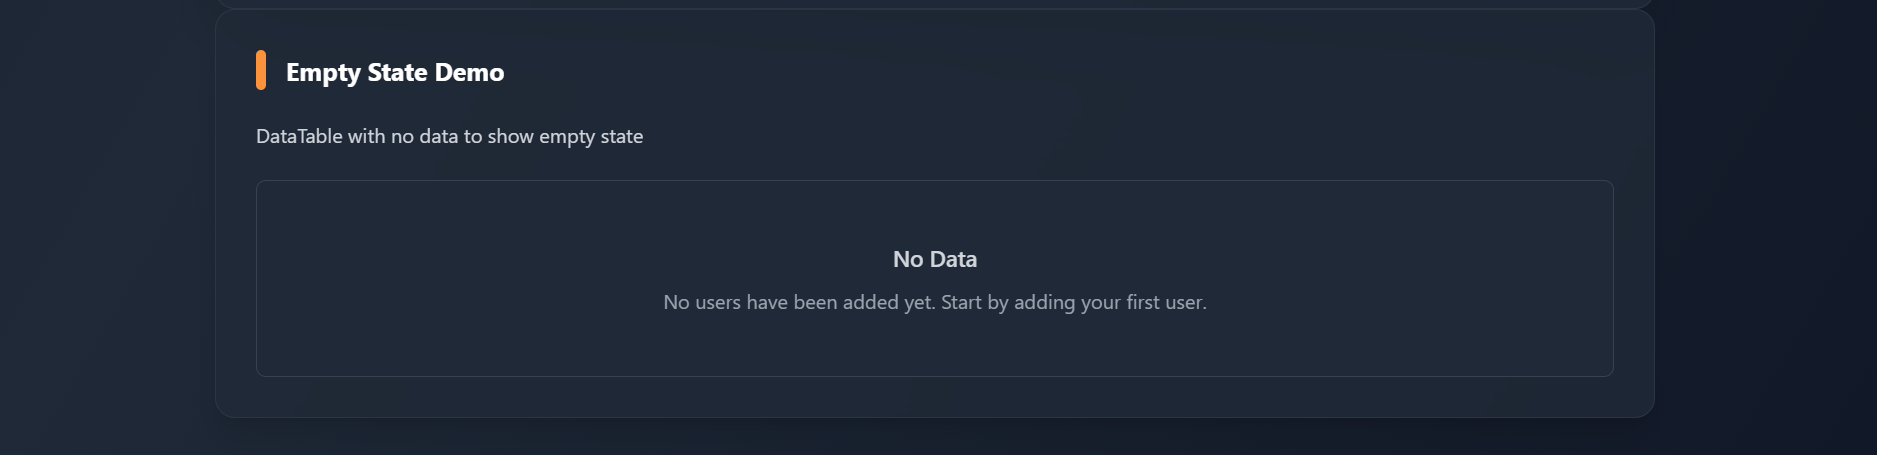 Empty State Demo
DataTable with no data to show empty state
No Data
No users have been added yet. Start by adding your first user.